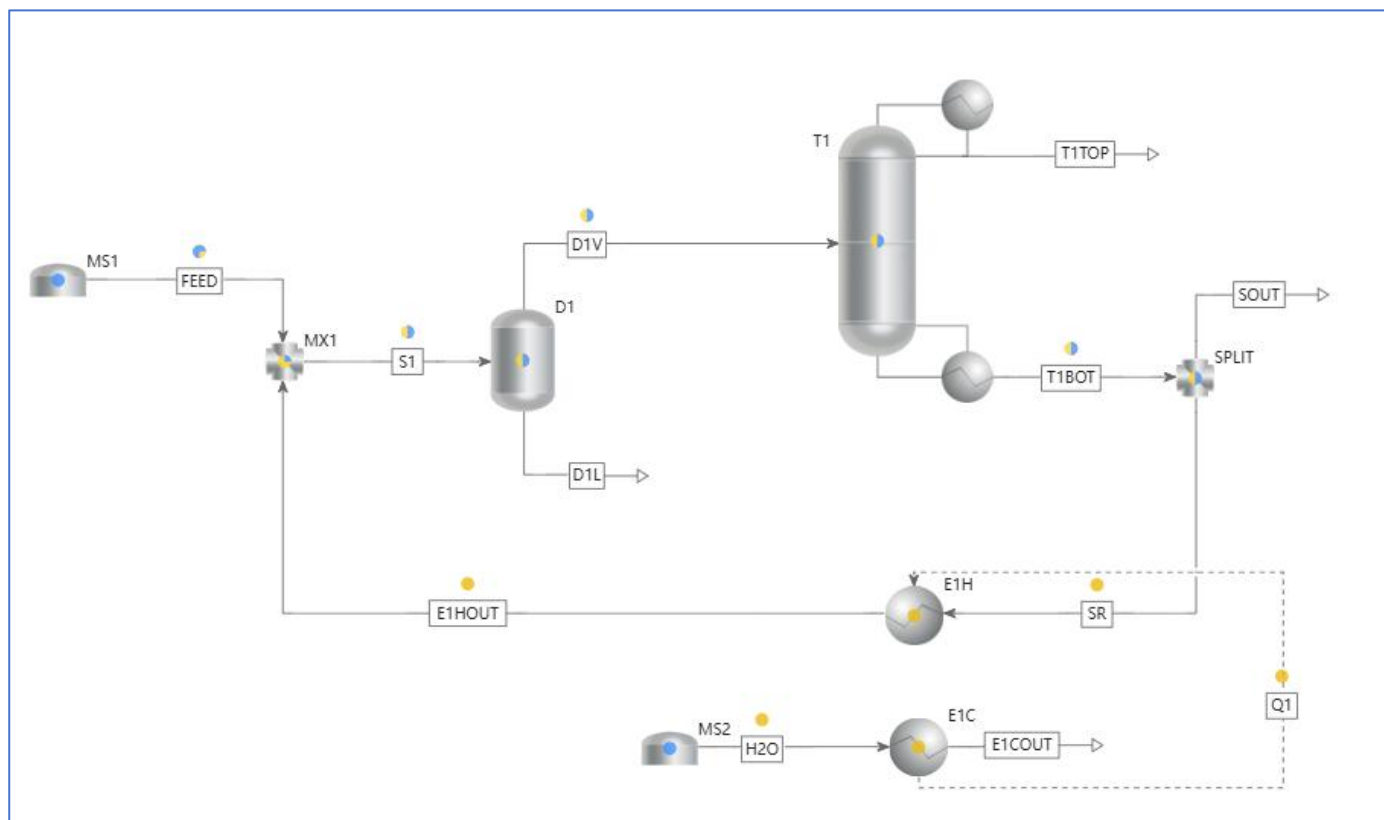 T1
T1TOP
D1V
MS1
FEED
SOUT
D1
MX1
S1
SPLIT
T1BOT
D1L
E1H
E1HOUT
SR
Q1
MS2
H2O
E1C
E1COUT